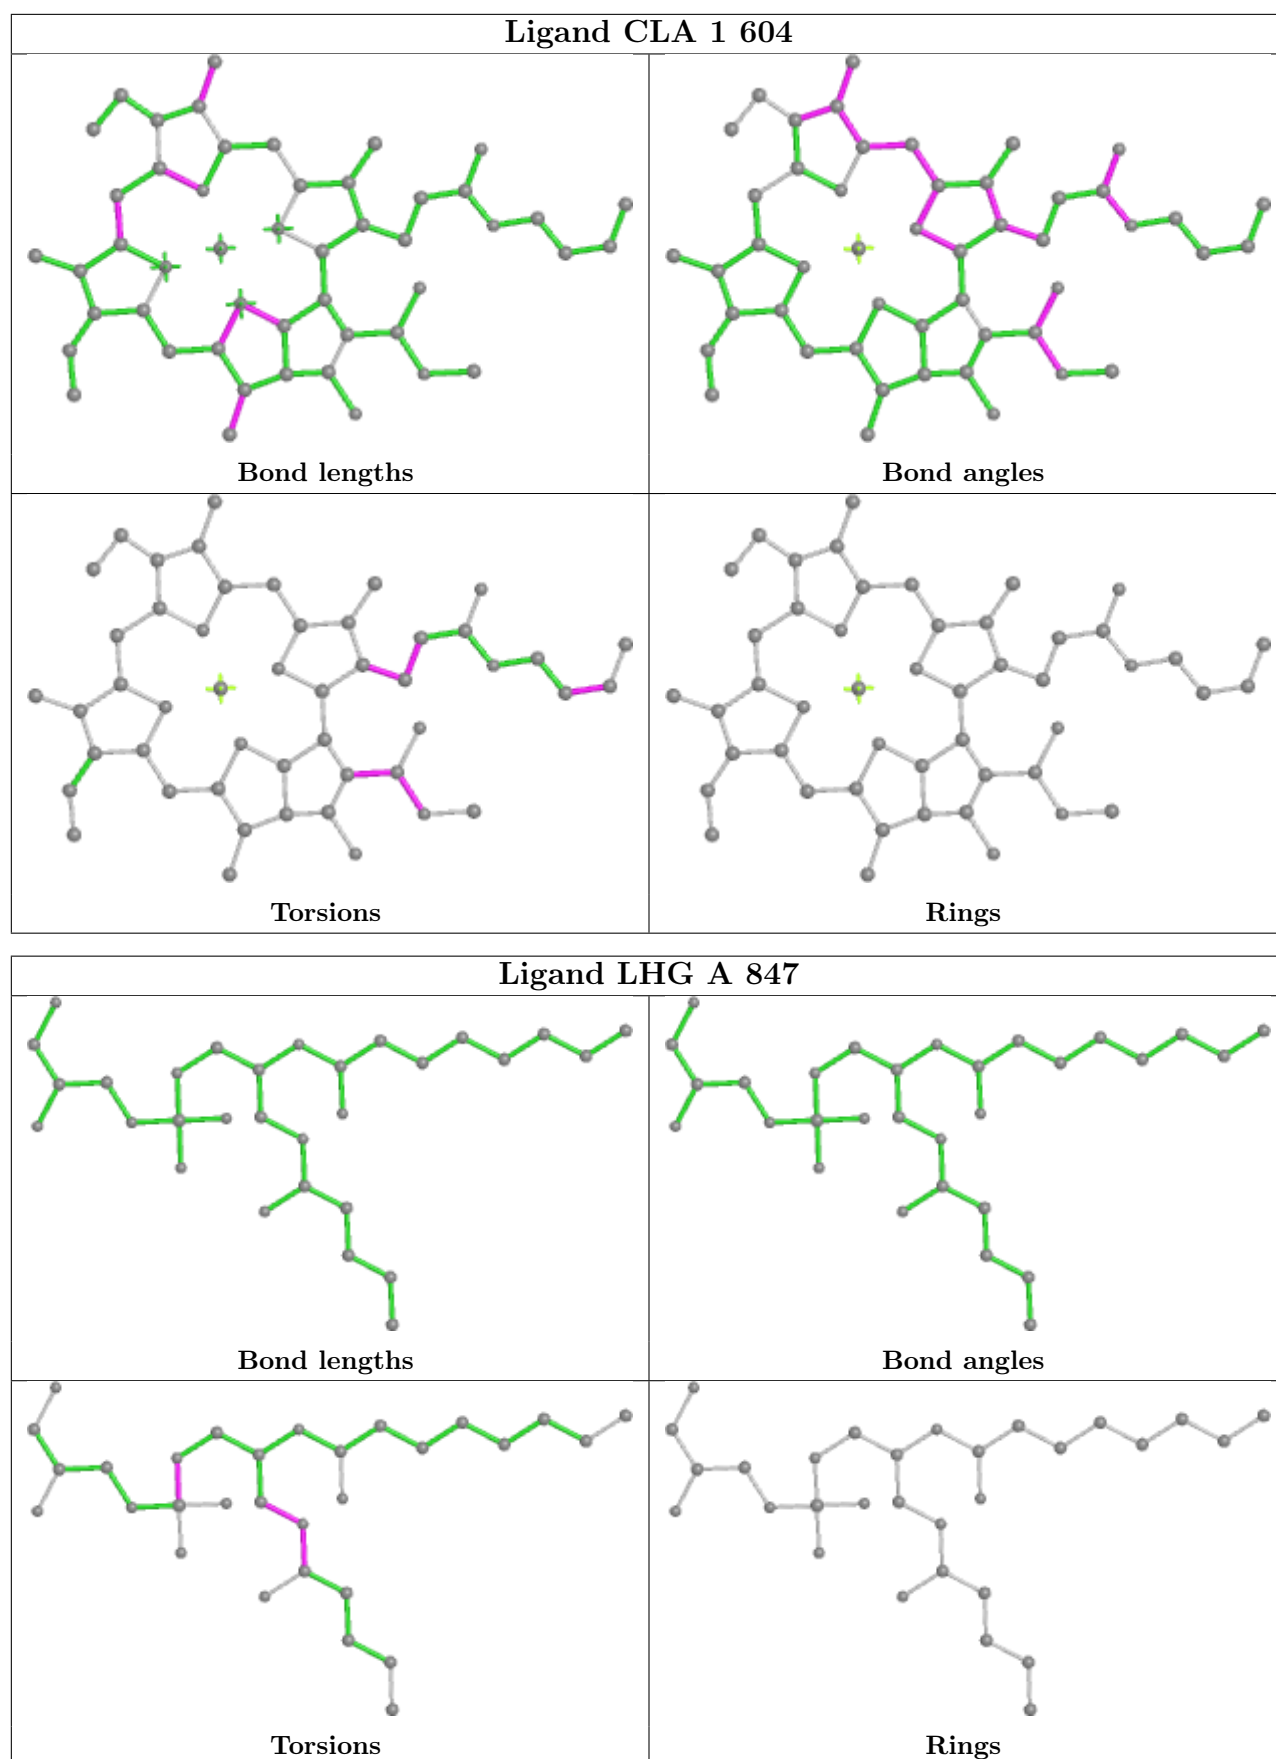 Ligand CLA 1 604
Bond lengths
Bond angles
Torsions
Rings
Ligand LHG A 847
Bond lengths
Bond angles
Torsions
Rings